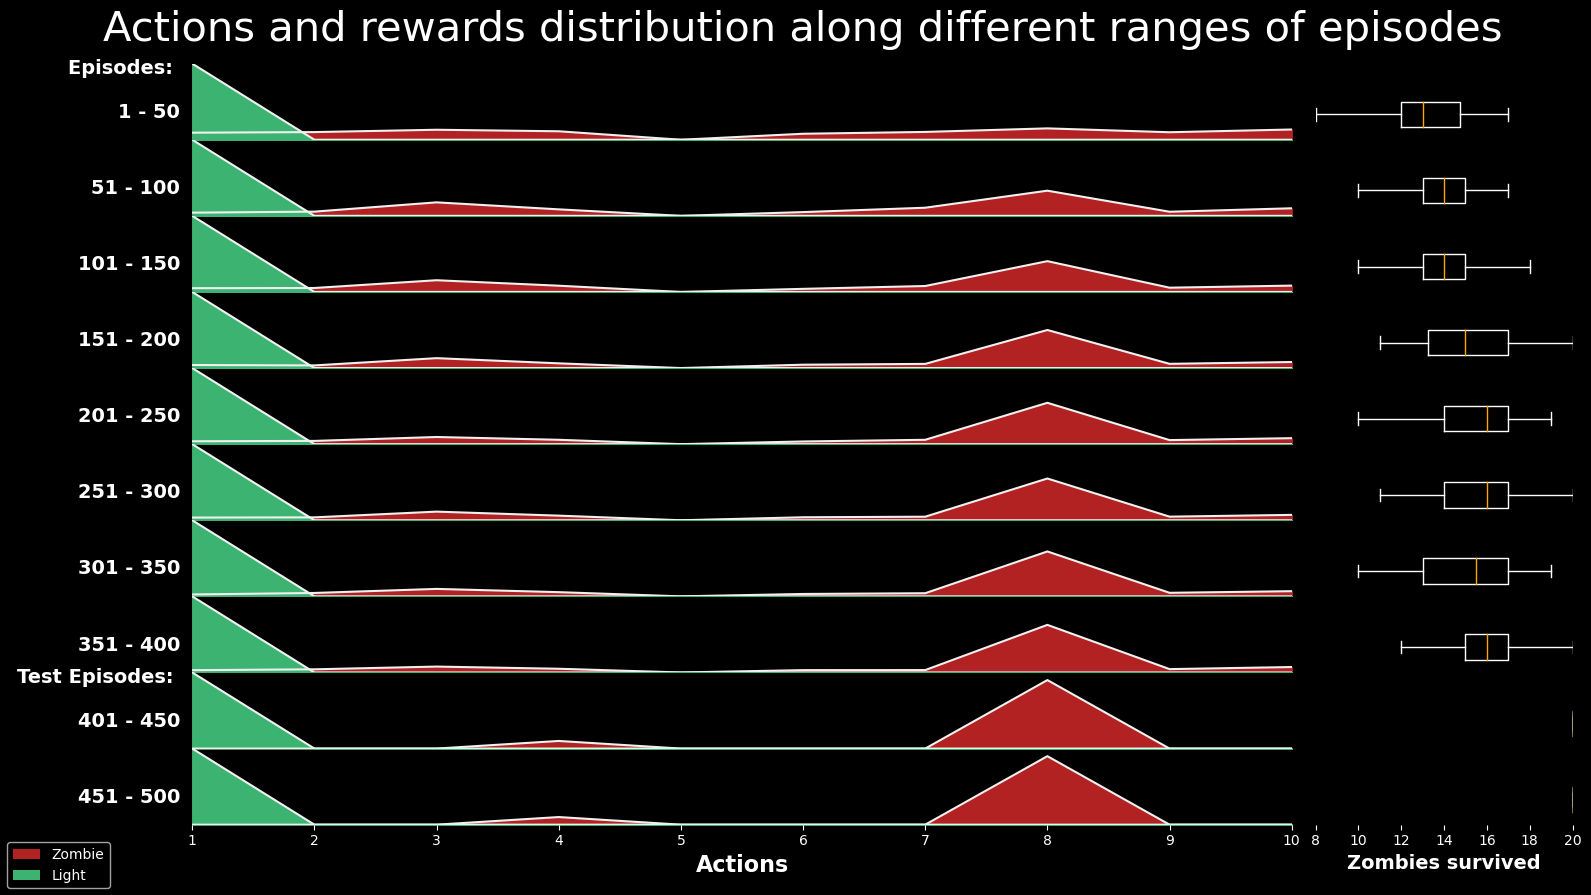 Actions and rewards distribution along different ranges of episodes
Episodes:
1 - 50
51 - 100
101 - 150
151 - 200
201 - 250
251 - 300
301 - 350
351 - 400
Test Episodes:
401 - 450
451 - 500
1 2 3 4 5 6 7 8 9 10
8 10 12 14 16 18 20
Actions
Zombies survived
Zombie
Light